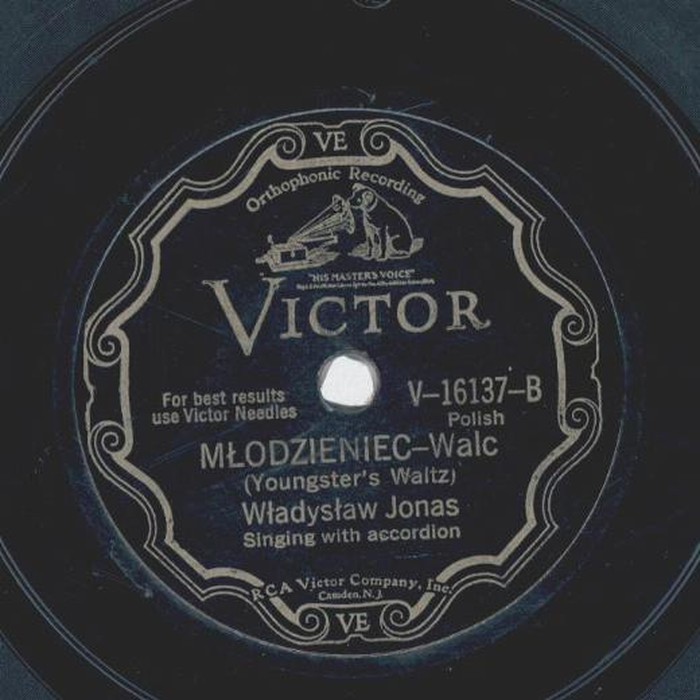 VE
Orthophonic Recording
"HIS MASTER'S VOICE"
VICTOR
For best results
use Victor Needles
V-16137-B
Polish
MŁODZIENIEC-Walc
(Youngster's Waltz)
Władysław Jonas
Singing with accordion
RCA Victor Company, Inc.
Camden, N. J.
VE